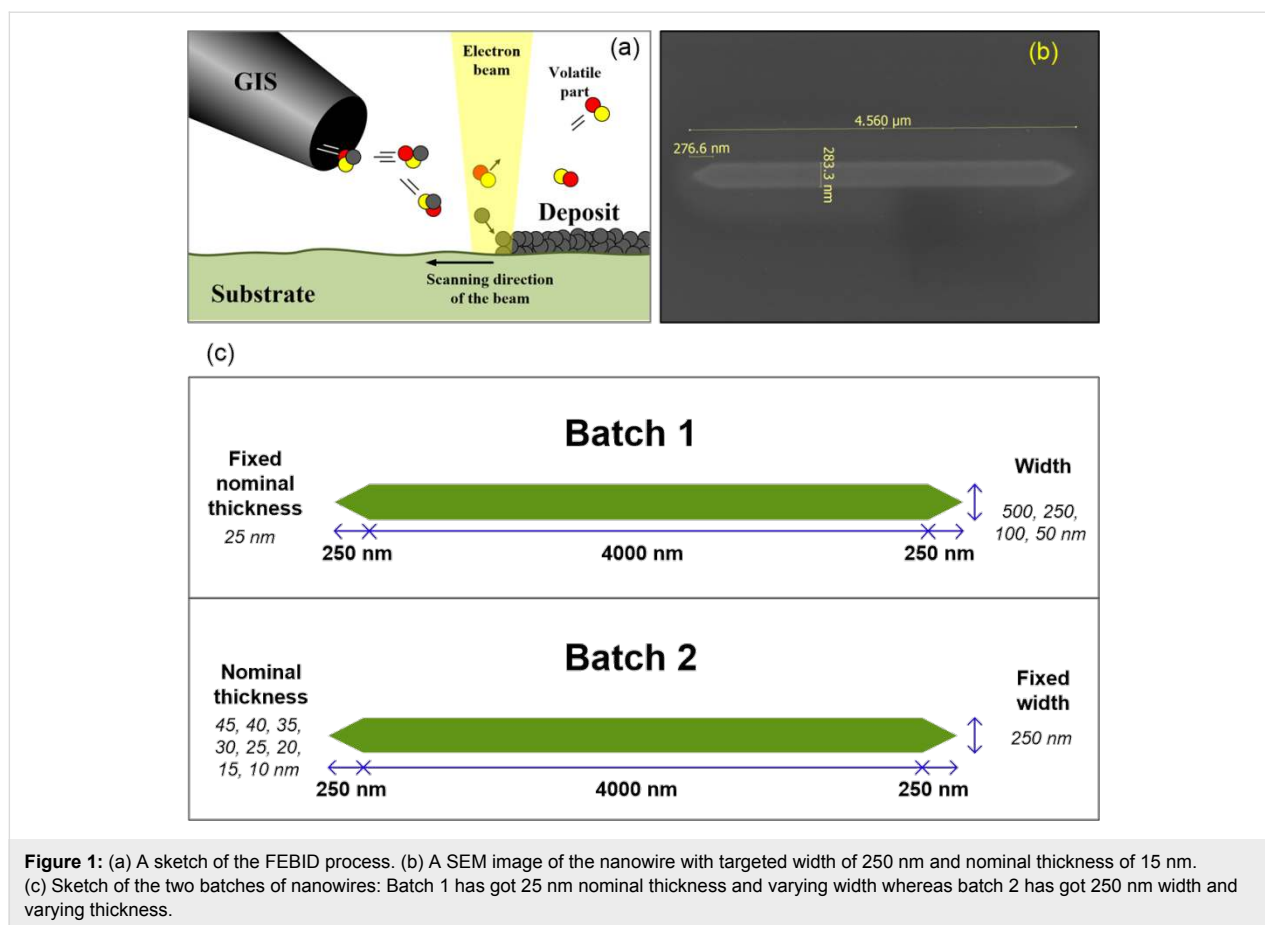 (a)
GIS
Electron
beam
Volatile
part
Deposit
Scanning direction
of the beam
Substrate
(b)
4.560 µm
276.6 nm
283.3 nm
(c)
Batch 1
Fixed
nominal
thickness
25 nm
250 nm
4000 nm
250 nm
Width
500, 250,
100, 50 nm
Batch 2
Nominal
thickness
45, 40, 35,
30, 25, 20,
15, 10 nm
250 nm
4000 nm
250 nm
Fixed
width
250 nm
Figure 1: (a) A sketch of the FEBID process. (b) A SEM image of the nanowire with targeted width of 250 nm and nominal thickness of 15 nm.
(c) Sketch of the two batches of nanowires: Batch 1 has got 25 nm nominal thickness and varying width whereas batch 2 has got 250 nm width and
varying thickness.